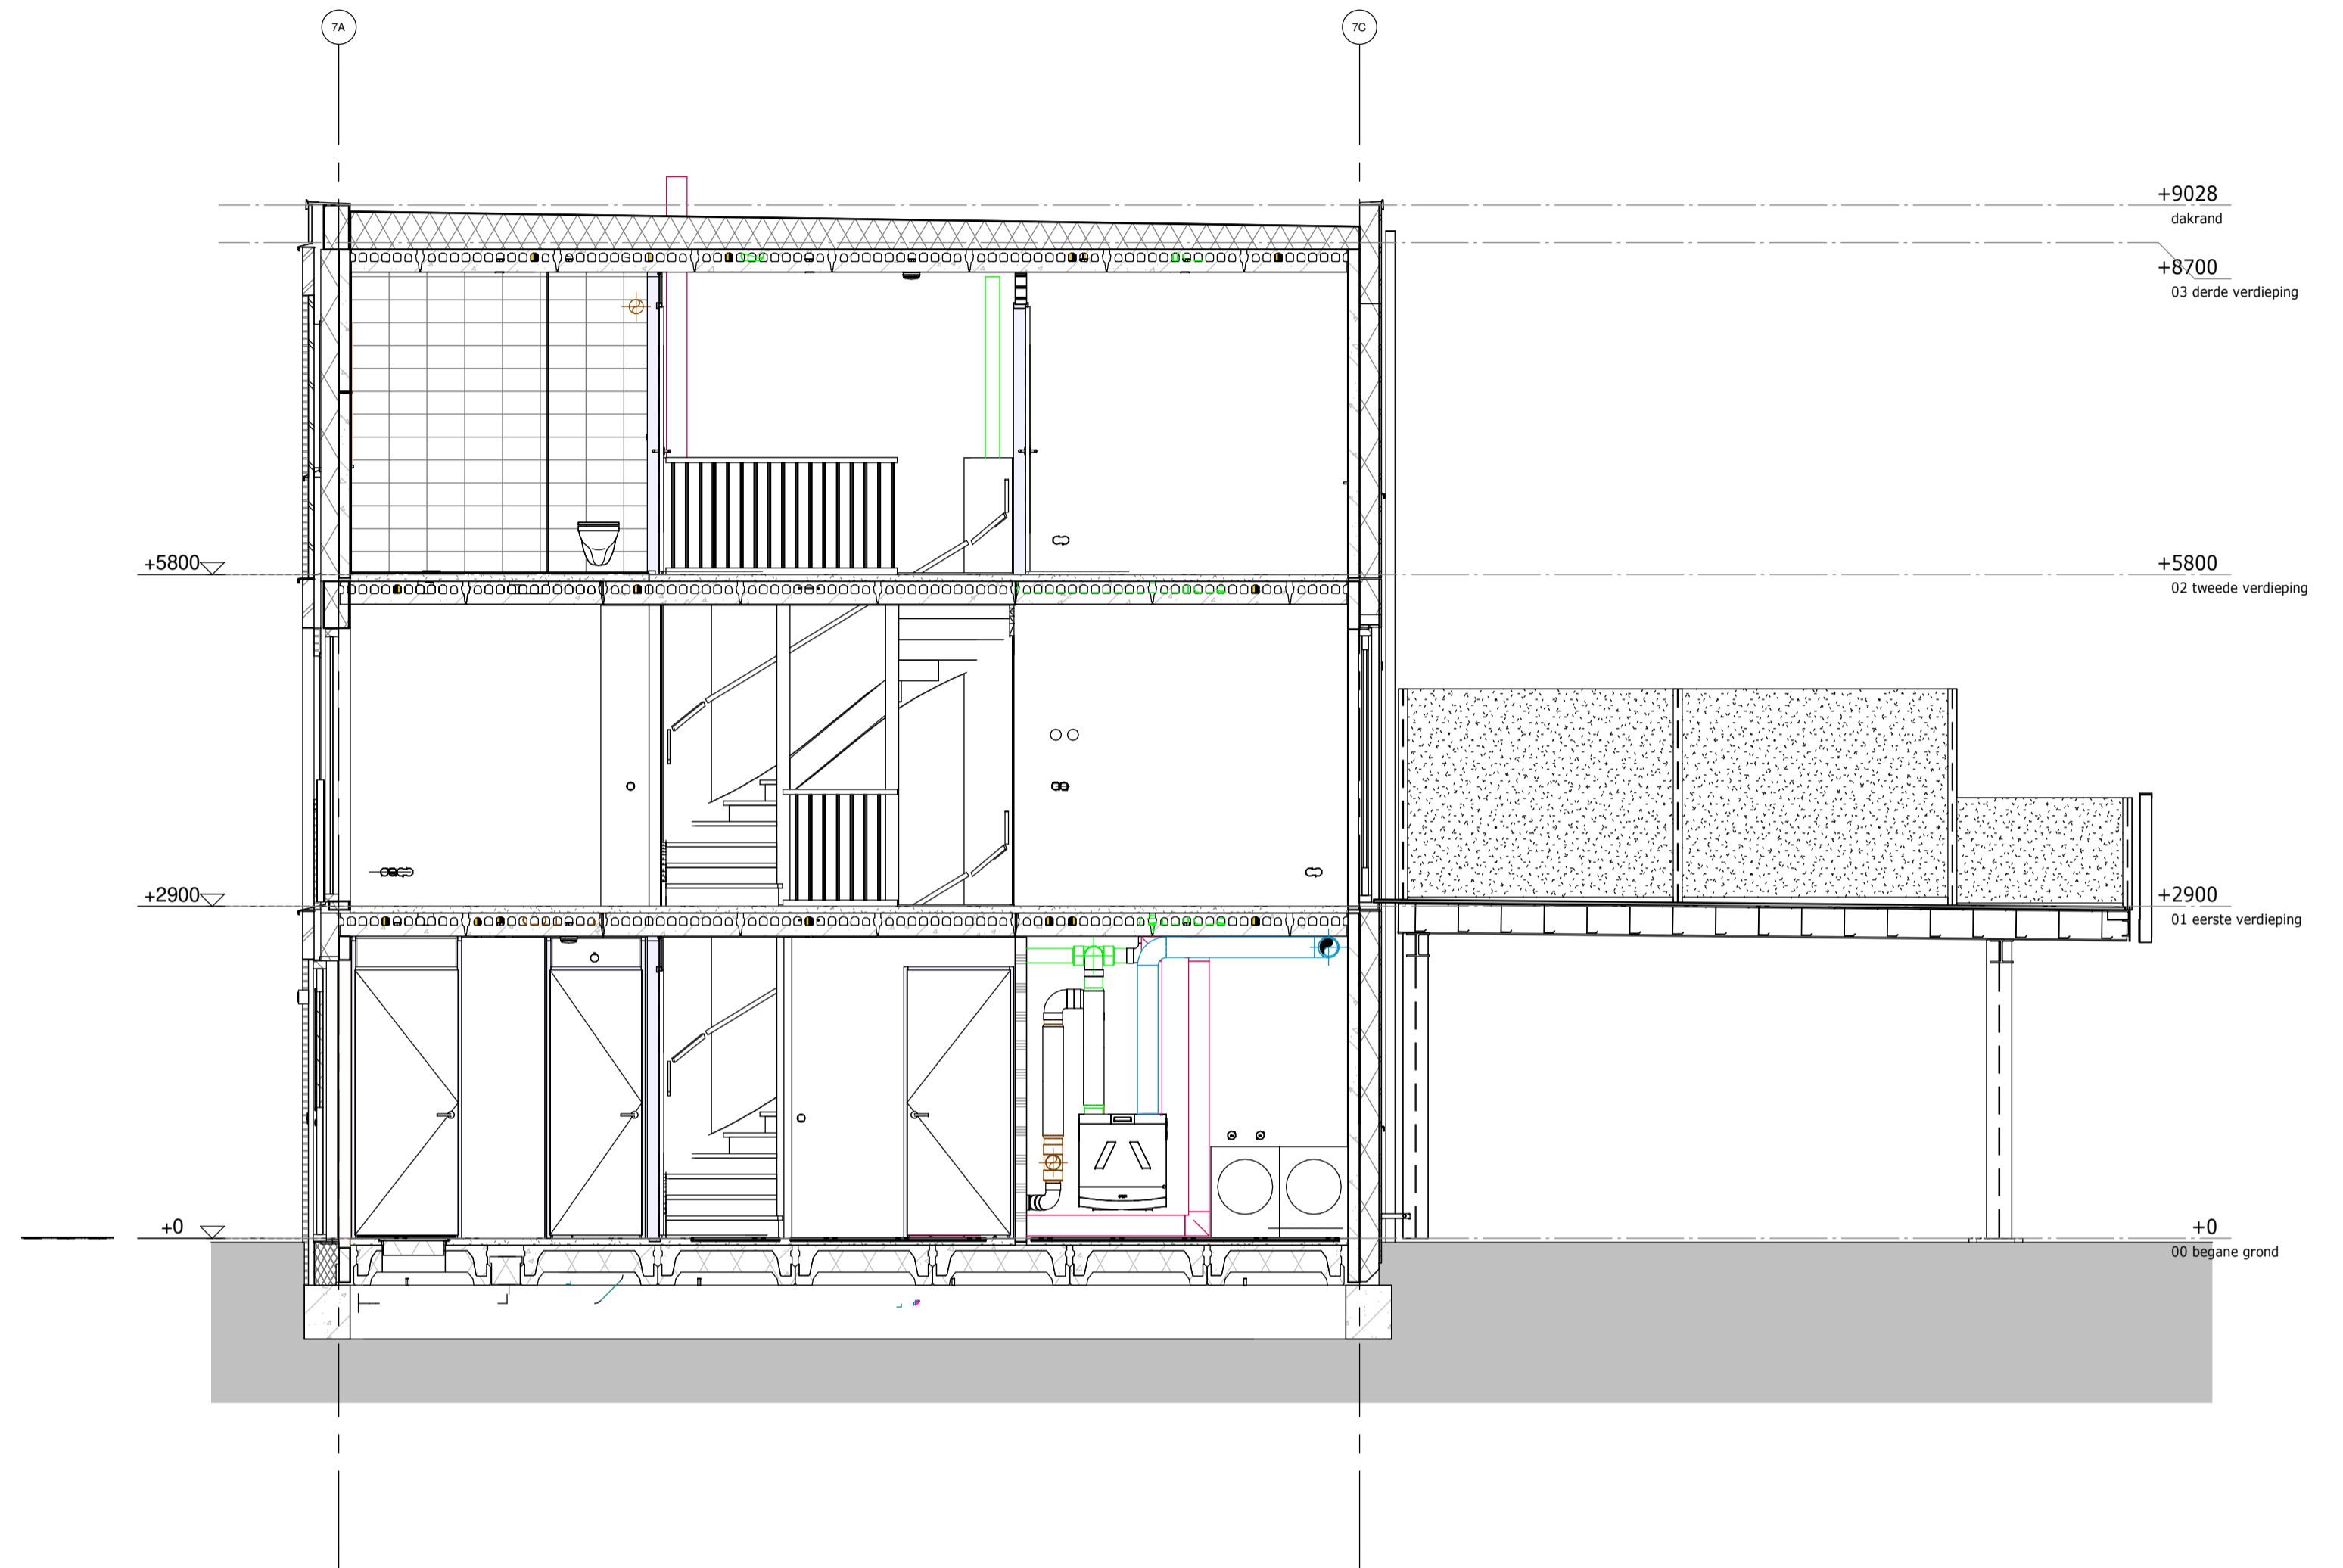 7A
7C
+9028
dakrand
+8700
03 derde verdieping
+5800
+5800
02 tweede verdieping
+2900
+2900
01 eerste verdieping
+0
+0
00 begane grond